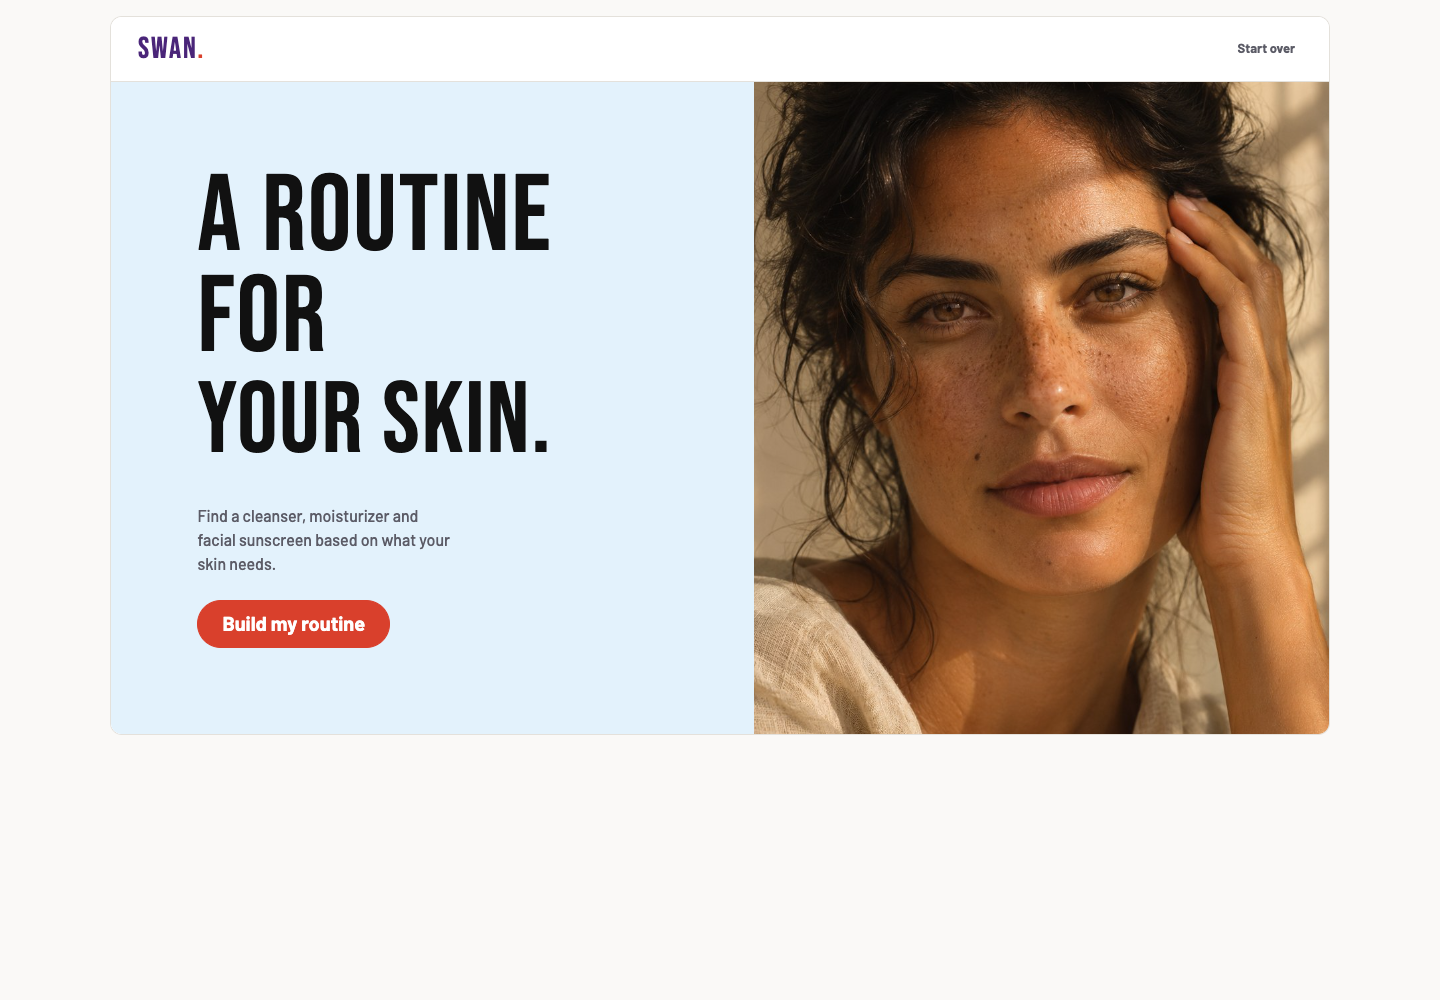 SWAN.
Start over
A ROUTINE
FOR
YOUR SKIN.
Find a cleanser, moisturizer and
facial sunscreen based on what your
skin needs.
Build my routine